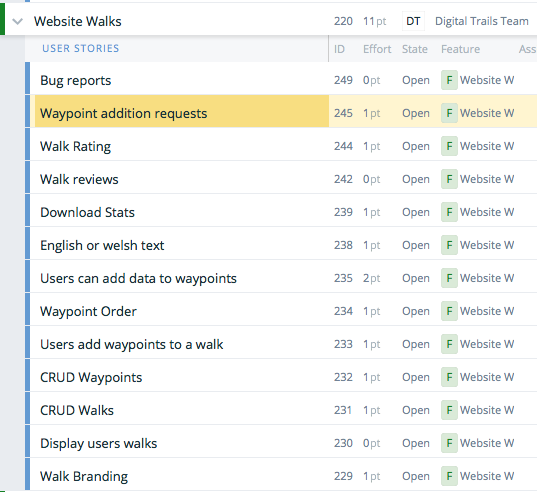 Website Walks 220 11pt DT Digital Trails Team
USER STORIES ID Effort State Feature Ass
Bug reports 249 0pt Open F Website W
Waypoint addition requests 245 1pt Open F Website W
Walk Rating 244 1pt Open F Website W
Walk reviews 242 0pt Open F Website W
Download Stats 239 1pt Open F Website W
English or welsh text 238 1pt Open F Website W
Users can add data to waypoints 235 2pt Open F Website W
Waypoint Order 234 1pt Open F Website W
Users add waypoints to a walk 233 1pt Open F Website W
CRUD Waypoints 232 1pt Open F Website W
CRUD Walks 231 1pt Open F Website W
Display users walks 230 0pt Open F Website W
Walk Branding 229 1pt Open F Website W